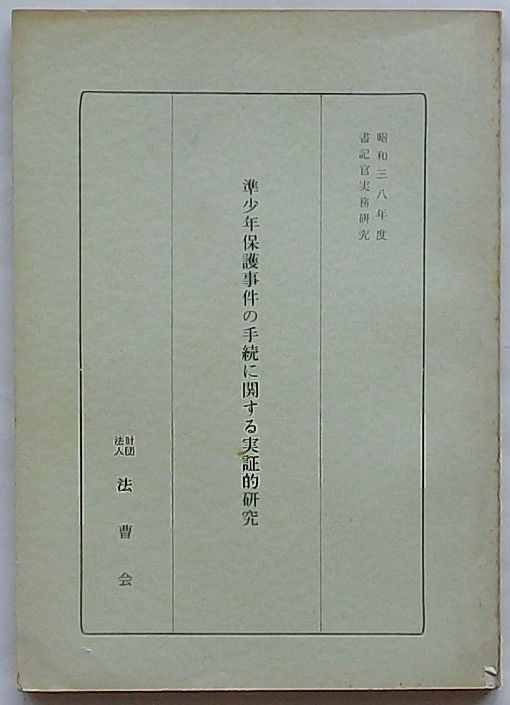 昭和三八年度
書記官実務研究
準少年保護事件の手続に関する実証的研究
財団法人 法曹会